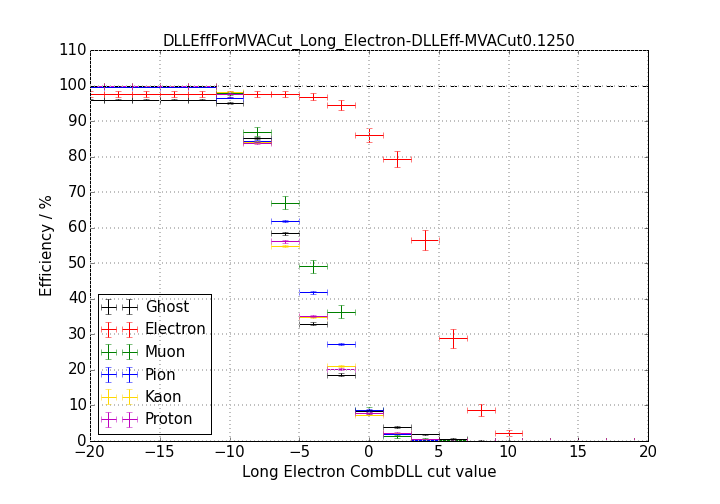 DLLEffForMVACut_Long_Electron-DLLEff-MVACut0.1250
110
100
90
80
70
60
50
40
30
20
10
0
Efficiency / %
Ghost
Electron
Muon
Pion
Kaon
Proton
−20 −15 −10 −5 0 5 10 15 20
Long Electron CombDLL cut value